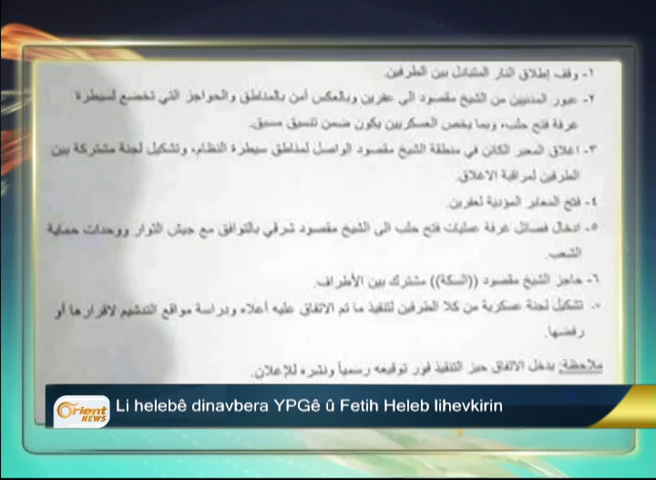 ١- وقف إطلاق النار المتبادل بين الطرفين.
٢- عبور المدنيين من الشيخ مقصود الى عفرين وبالعكس أمن بالمناطق والحواجز التي تخضع لسيطرة
غرفة فتح حلب، وبما يخص العسكريين يكون ضمن تنسيق مسبق.
٣- اغلاق المعبر الكائن في منطقة الشيخ مقصود الواصل لمناطق سيطرة النظام، وتشكيل لجنة مشتركة بين
الطرفين لمراقبة الاغلاق.
٤- فتح المعابر المؤدية لعفرين.
٥- ادخال فصائل غرفة عمليات فتح حلب الى الشيخ مقصود شرقي بالتوافق مع جيش الثوار ووحدات حماية
الشعب.
٦- حاجز الشيخ مقصود ((السكة)) مشترك بين الأطراف.
تشكيل لجنة عسكرية من كلا الطرفين لتنفيذ ما تم الاتفاق عليه أعلاه ودراسة مواقع التدشيم لاقرارها أو
رفضها.
ملاحظة: يدخل الاتفاق حيز التنفيذ فور توقيعه رسمياً ونشره للإعلان.
Orient NEWS
Li helebê dinavbera YPGê û Fetih Heleb lihevkirin